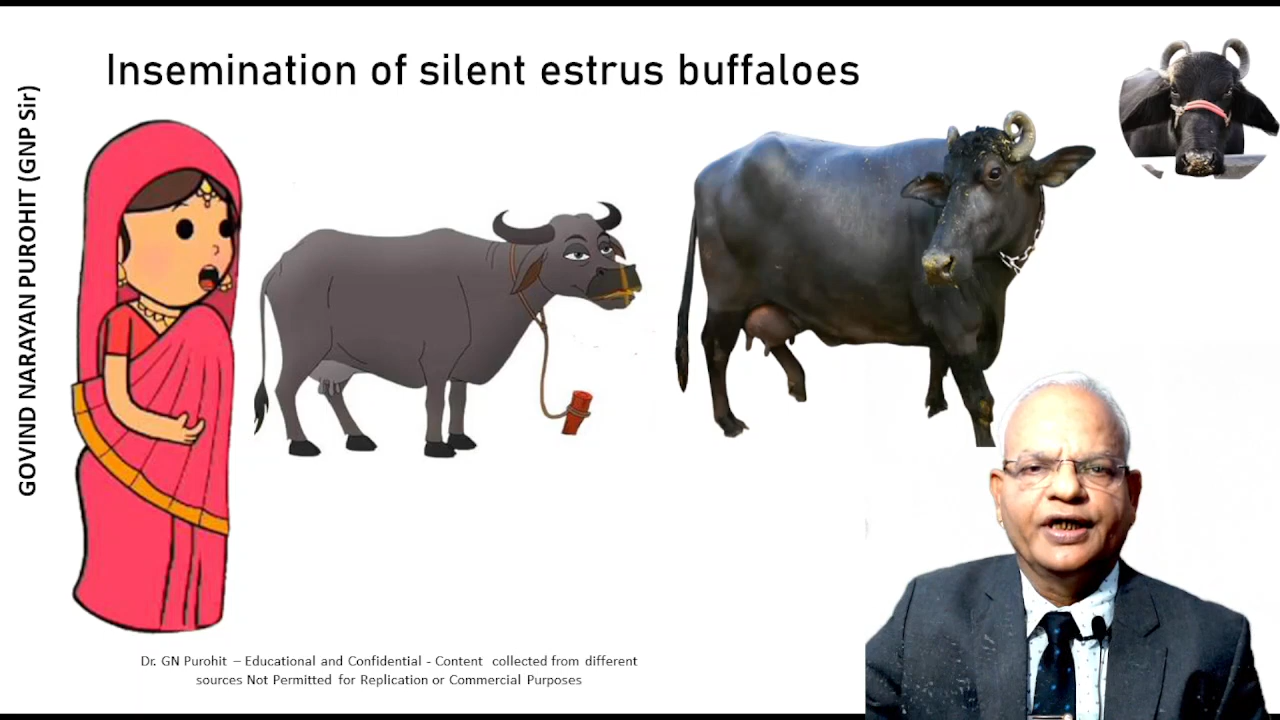 Insemination of silent estrus buffaloes
GOVIND NARAYAN PUROHIT (GNP Sir)
Dr. GN Purohit – Educational and Confidential - Content collected from different
sources Not Permitted for Replication or Commercial Purposes